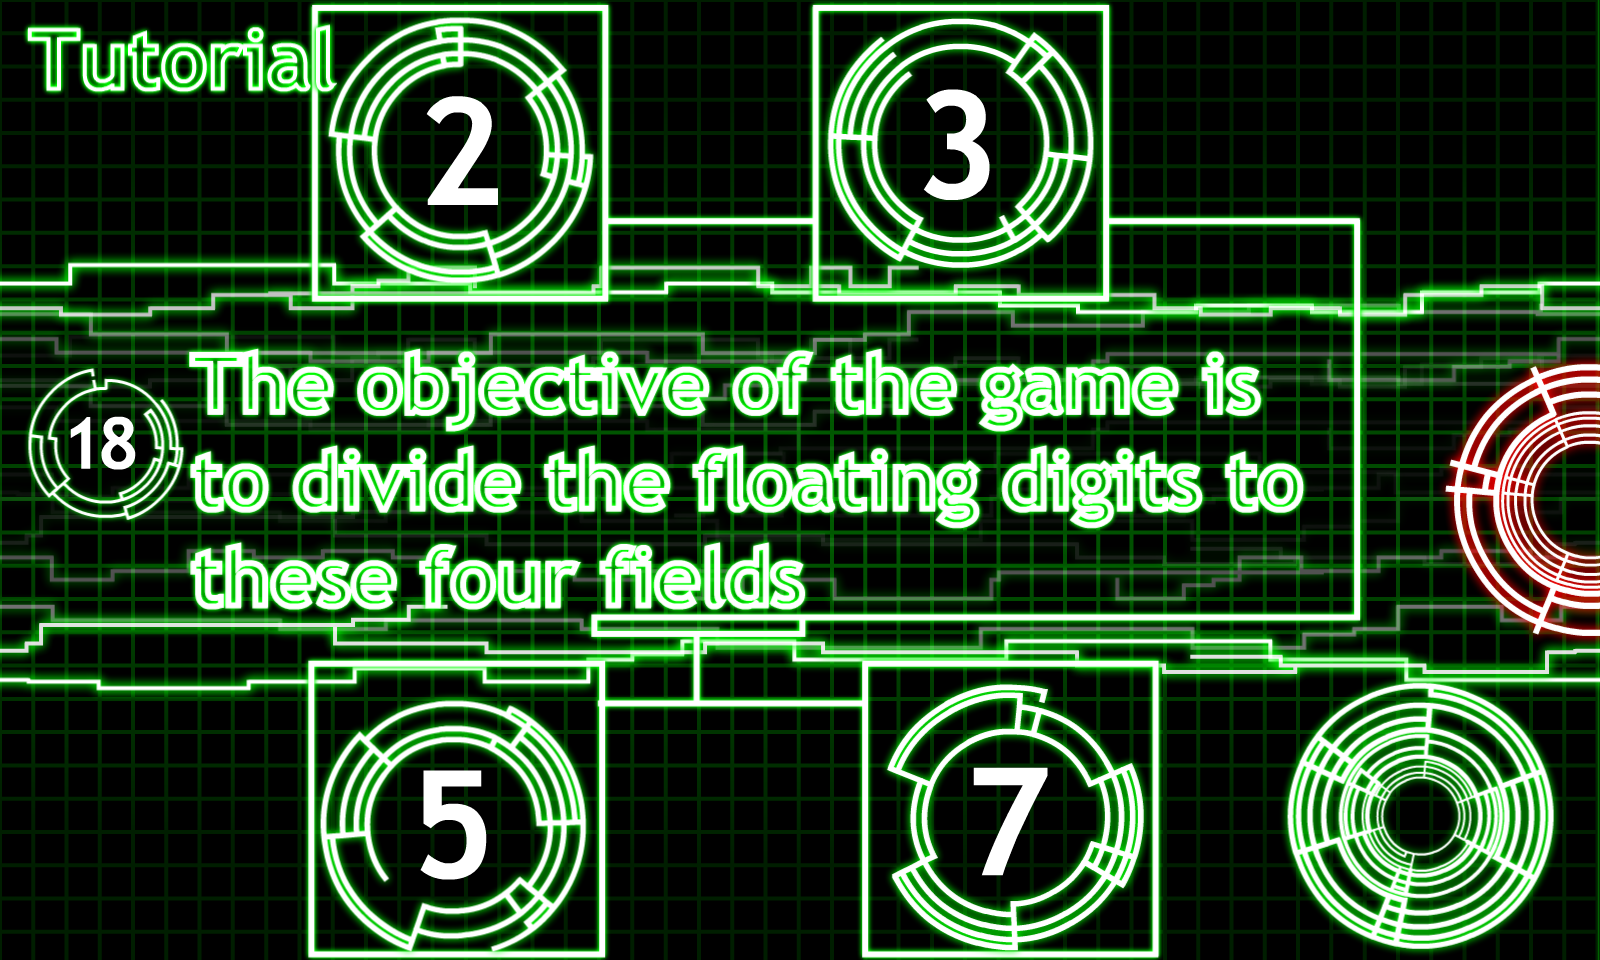 Tutorial
2
3
18
The objective of the game is
to divide the floating digits to
these four fields
5
7